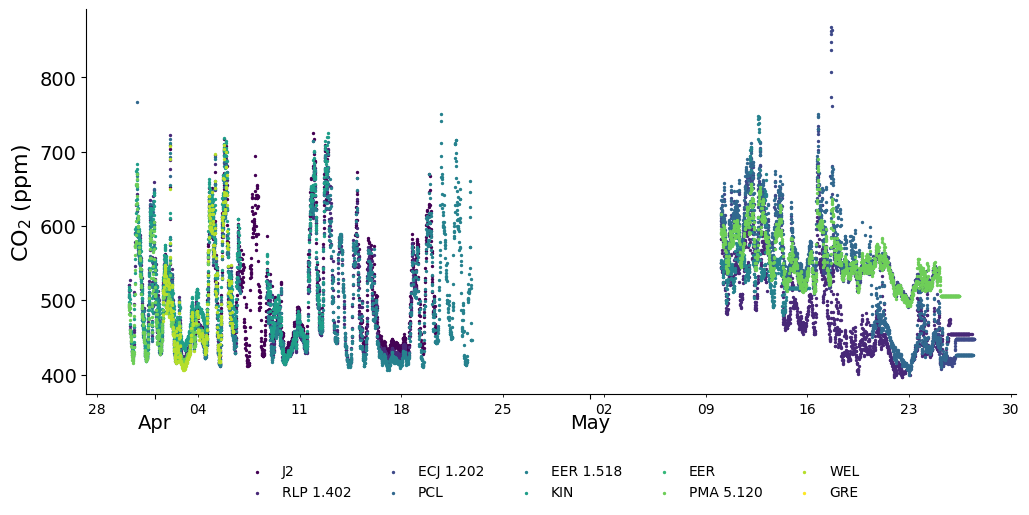 CO2 (ppm)
800
700
600
500
400
28 04 11 18 25 02 09 16 23 30
Apr May
J2 ECJ 1.202 EER 1.518 EER WEL
RLP 1.402 PCL KIN PMA 5.120 GRE